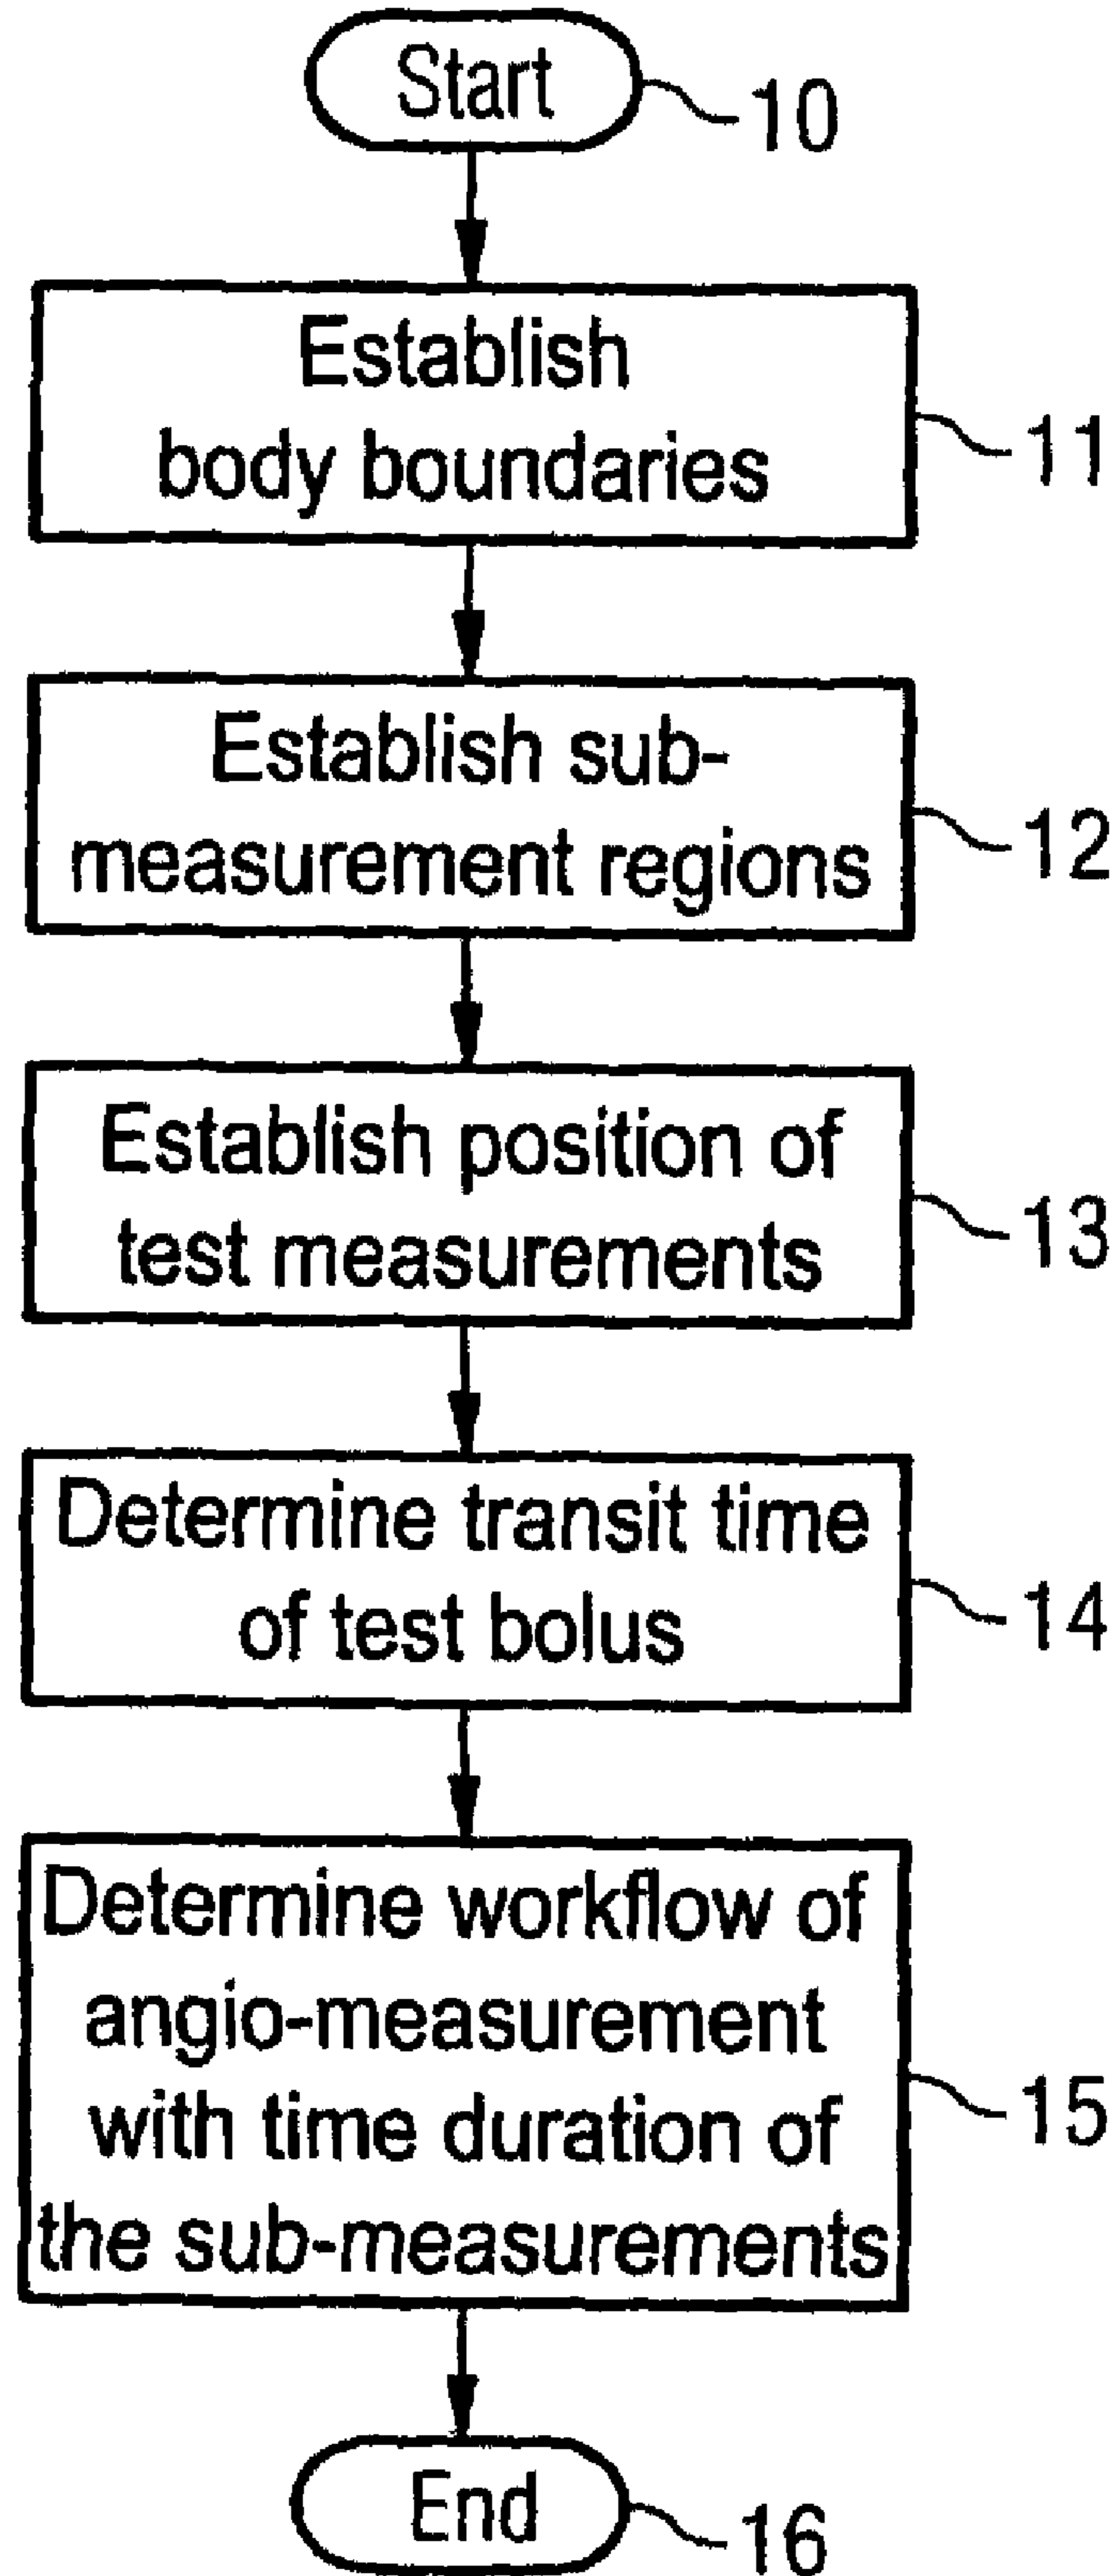 Start
10
Establish
body boundaries
11
Establish sub-
measurement regions
12
Establish position of
test measurements
13
Determine transit time
of test bolus
14
Determine workflow of
angio-measurement
with time duration of
the sub-measurements
15
End
16